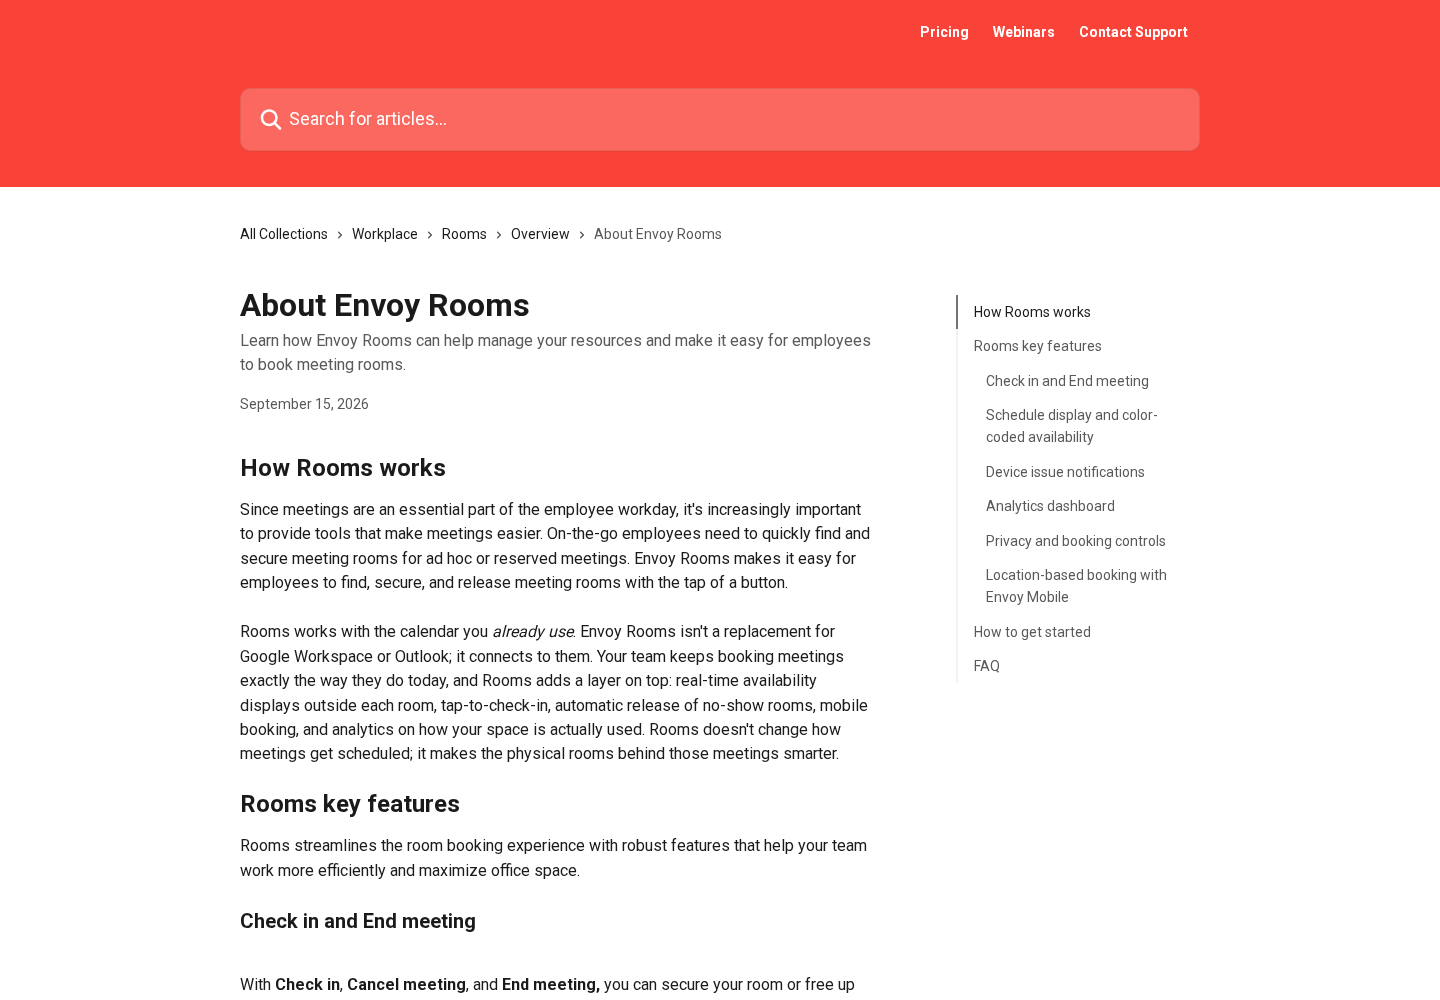 Pricing
Webinars
Contact Support
Search for articles...
All Collections
Workplace
Rooms
Overview
About Envoy Rooms
About Envoy Rooms
Learn how Envoy Rooms can help manage your resources and make it easy for employees
to book meeting rooms.
September 15, 2026
How Rooms works
Since meetings are an essential part of the employee workday, it's increasingly important
to provide tools that make meetings easier. On-the-go employees need to quickly find and
secure meeting rooms for ad hoc or reserved meetings. Envoy Rooms makes it easy for
employees to find, secure, and release meeting rooms with the tap of a button.
Rooms works with the calendar you already use. Envoy Rooms isn't a replacement for
Google Workspace or Outlook; it connects to them. Your team keeps booking meetings
exactly the way they do today, and Rooms adds a layer on top: real-time availability
displays outside each room, tap-to-check-in, automatic release of no-show rooms, mobile
booking, and analytics on how your space is actually used. Rooms doesn't change how
meetings get scheduled; it makes the physical rooms behind those meetings smarter.
Rooms key features
Rooms streamlines the room booking experience with robust features that help your team
work more efficiently and maximize office space.
Check in and End meeting
With Check in, Cancel meeting, and End meeting, you can secure your room or free up
How Rooms works
Rooms key features
Check in and End meeting
Schedule display and color-
coded availability
Device issue notifications
Analytics dashboard
Privacy and booking controls
Location-based booking with
Envoy Mobile
How to get started
FAQ